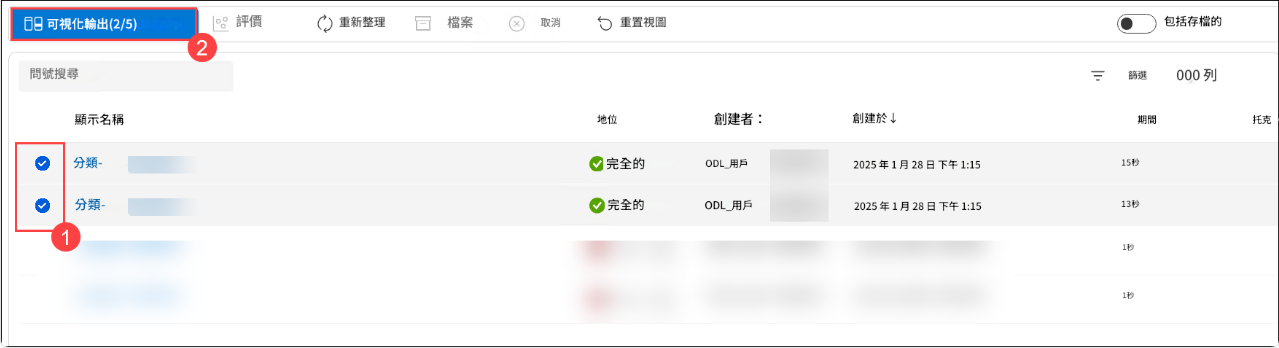 可視化輸出(2/5) 評價 重新整理 檔案 取消 重置視圖 包括存檔的
2
問號搜尋 篩選 000 列
顯示名稱 地位 創建者： 創建於↓ 期間 托克
分類- 完全的 ODL_用戶 2025 年 1 月 28 日 下午 1:15 15秒
分類- 完全的 ODL_用戶 2025 年 1 月 28 日 下午 1:15 13秒
1
1秒
1秒